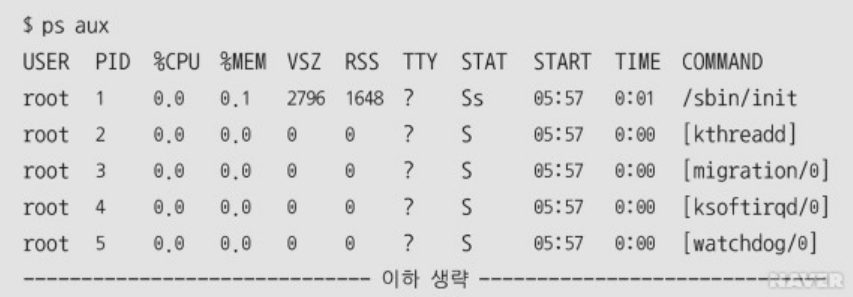 $ ps aux
USER PID %CPU %MEM VSZ RSS TTY STAT START TIME COMMAND
root 1 0.0 0.1 2796 1648 ? Ss 05:57 0:01 /sbin/init
root 2 0.0 0.0 0 0 ? S 05:57 0:00 [kthreadd]
root 3 0.0 0.0 0 0 ? S 05:57 0:00 [migration/0]
root 4 0.0 0.0 0 0 ? S 05:57 0:00 [ksoftirqd/0]
root 5 0.0 0.0 0 0 ? S 05:57 0:00 [watchdog/0]
------------------------------ 이하 생략 ------------------------------
NAVER